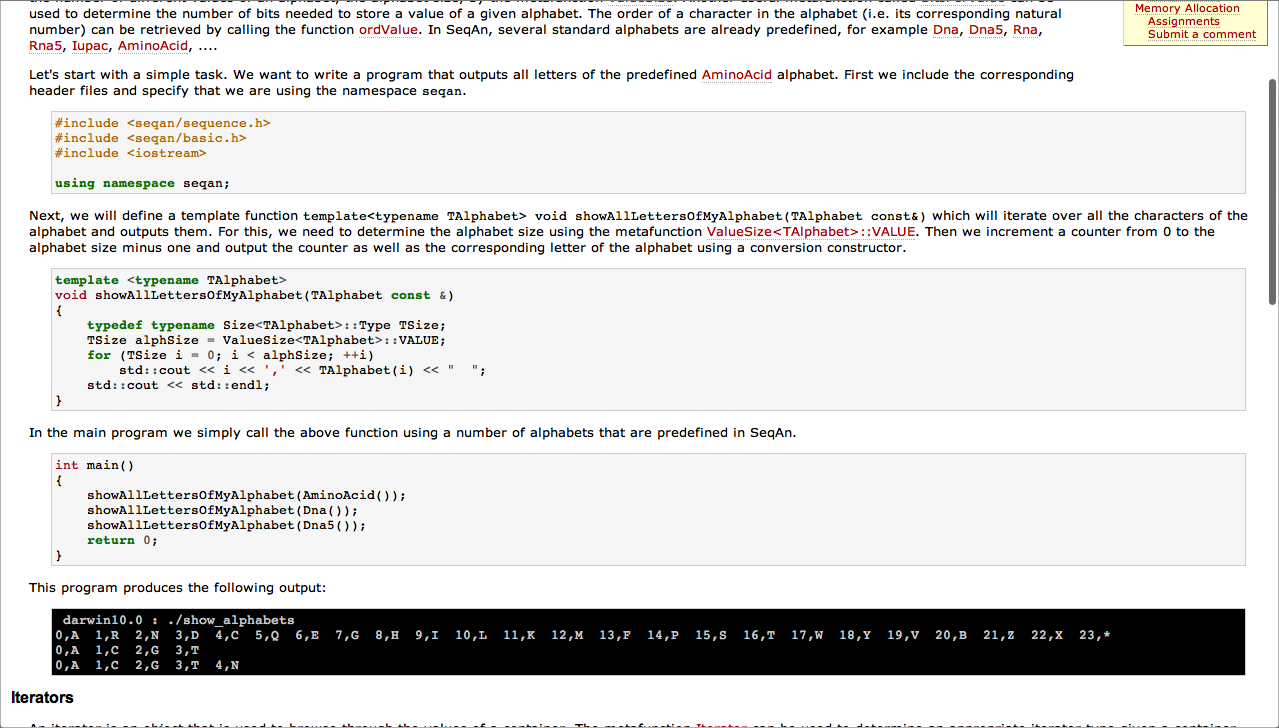 used to determine the number of bits needed to store a value of a given alphabet. The order of a character in the alphabet (i.e. its corresponding natural
number) can be retrieved by calling the function ordValue. In SeqAn, several standard alphabets are already predefined, for example Dna, Dna5, Rna,
Rna5, Iupac, AminoAcid, ....
Memory Allocation
Assignments
Submit a comment
Let's start with a simple task. We want to write a program that outputs all letters of the predefined AminoAcid alphabet. First we include the corresponding
header files and specify that we are using the namespace seqan.
#include <seqan/sequence.h>
#include <seqan/basic.h>
#include <iostream>
using namespace seqan;
Next, we will define a template function template<typename TAlphabet> void showAllLettersOfMyAlphabet(TAlphabet const&) which will iterate over all the characters of the
alphabet and outputs them. For this, we need to determine the alphabet size using the metafunction ValueSize<TAlphabet>::VALUE. Then we increment a counter from 0 to the
alphabet size minus one and output the counter as well as the corresponding letter of the alphabet using a conversion constructor.
template <typename TAlphabet>
void showAllLettersOfMyAlphabet(TAlphabet const &)
{
    typedef typename Size<TAlphabet>::Type TSize;
    TSize alphSize = ValueSize<TAlphabet>::VALUE;
    for (TSize i = 0; i < alphSize; ++i)
        std::cout << i << ',' << TAlphabet(i) << "  ";
    std::cout << std::endl;
}
In the main program we simply call the above function using a number of alphabets that are predefined in SeqAn.
int main()
{
    showAllLettersOfMyAlphabet(AminoAcid());
    showAllLettersOfMyAlphabet(Dna());
    showAllLettersOfMyAlphabet(Dna5());
    return 0;
}
This program produces the following output:
darwin10.0 : ./show_alphabets
0,A  1,R  2,N  3,D  4,C  5,Q  6,E  7,G  8,H  9,I  10,L  11,K  12,M  13,F  14,P  15,S  16,T  17,W  18,Y  19,V  20,B  21,Z  22,X  23,*
0,A  1,C  2,G  3,T
0,A  1,C  2,G  3,T  4,N
Iterators